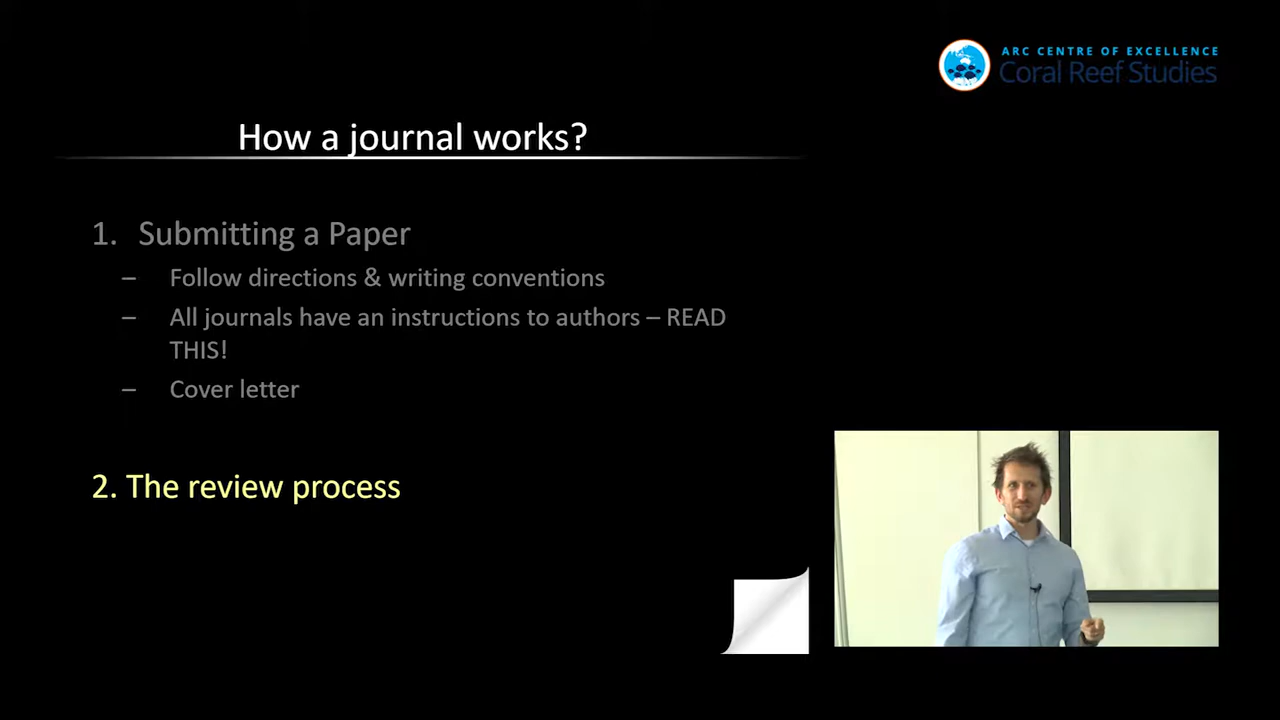 ARC CENTRE OF EXCELLENCE
Coral Reef Studies
How a journal works?
1. Submitting a Paper
– Follow directions & writing conventions
– All journals have an instructions to authors – READ
THIS!
– Cover letter
2. The review process